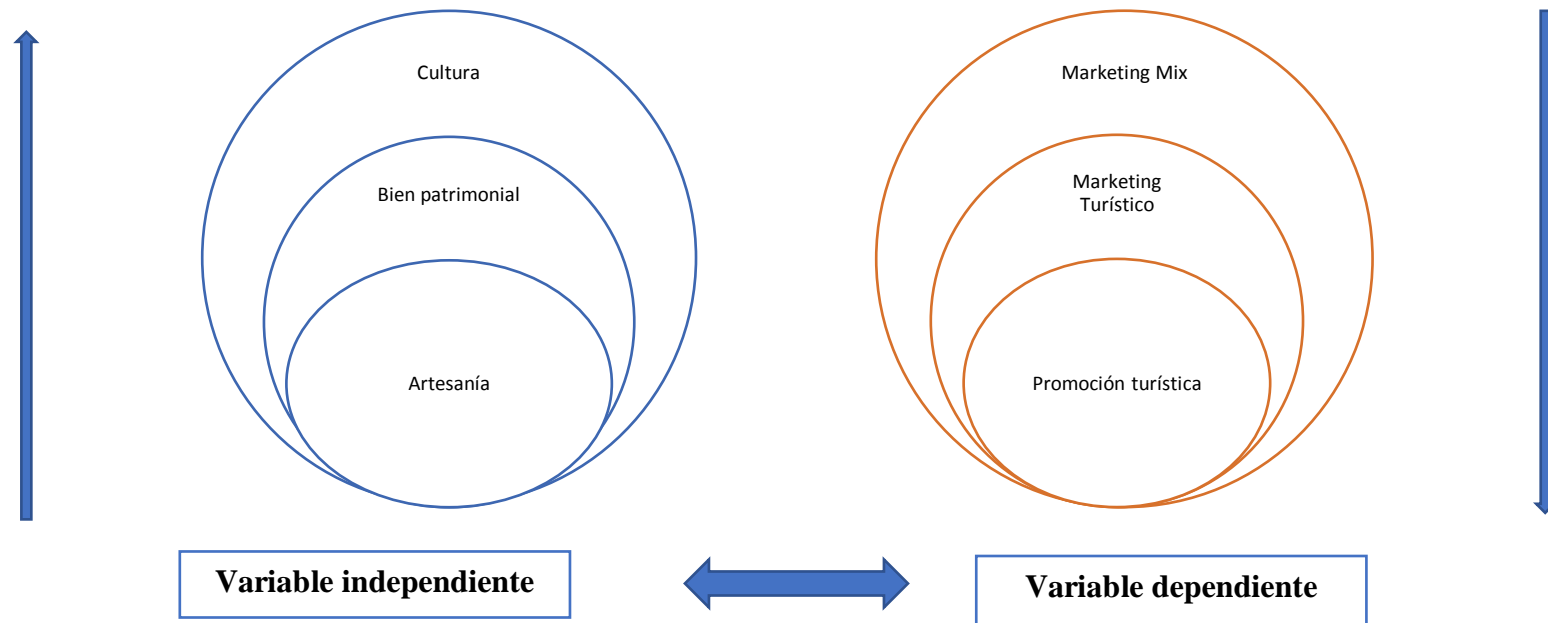 Cultura
Bien patrimonial
Artesanía
Marketing Mix
Marketing
Turístico
Promoción turística
Variable independiente
Variable dependiente